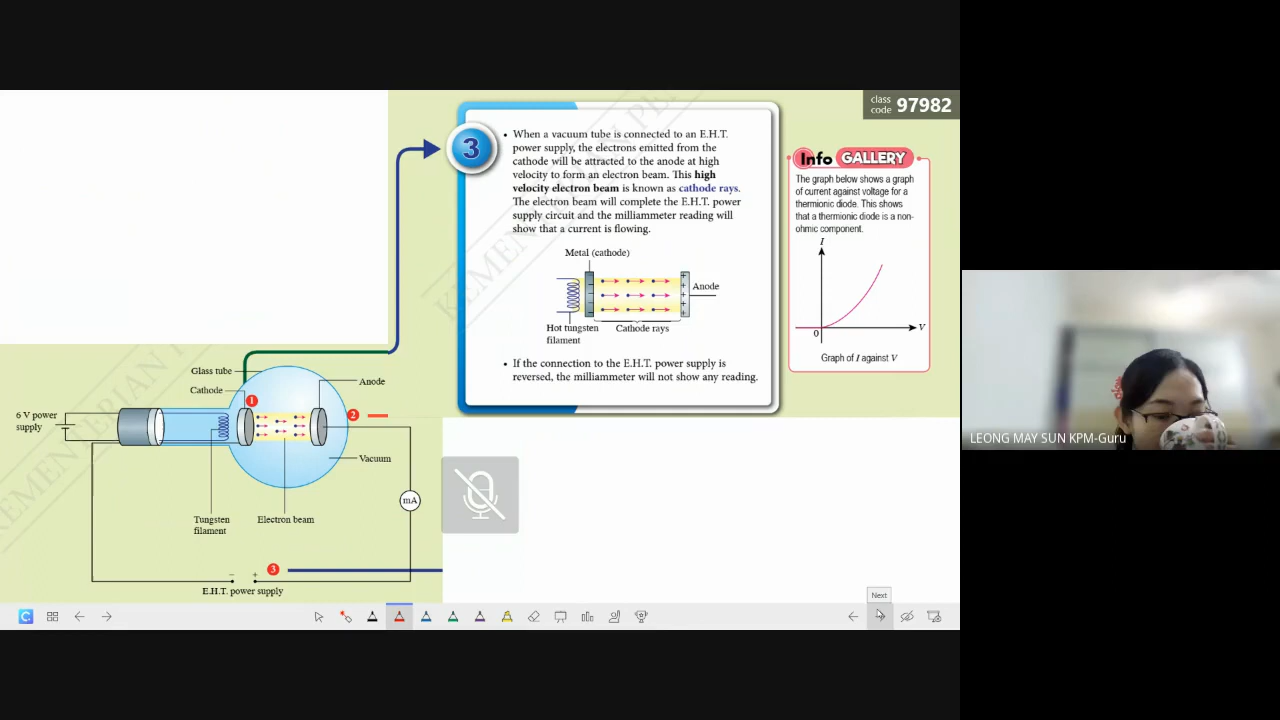 class
code 97982
3
• When a vacuum tube is connected to an E.H.T.
power supply, the electrons emitted from the
cathode will be attracted to the anode at high
velocity to form an electron beam. This high
velocity electron beam is known as cathode rays.
The electron beam will complete the E.H.T. power
supply circuit and the milliammeter reading will
show that a current is flowing.
Metal (cathode)
Anode
Hot tungsten
filament
Cathode rays
• If the connection to the E.H.T. power supply is
reversed, the milliammeter will not show any reading.
Info GALLERY
The graph below shows a graph
of current against voltage for a
thermionic diode. This shows
that a thermionic diode is a non-
ohmic component.
I
0
V
Graph of I against V
Glass tube
Cathode
Anode
1
2
6 V power
supply
Vacuum
mA
Tungsten
filament
Electron beam
3
− +
E.H.T. power supply
Next
LEONG MAY SUN KPM-Guru